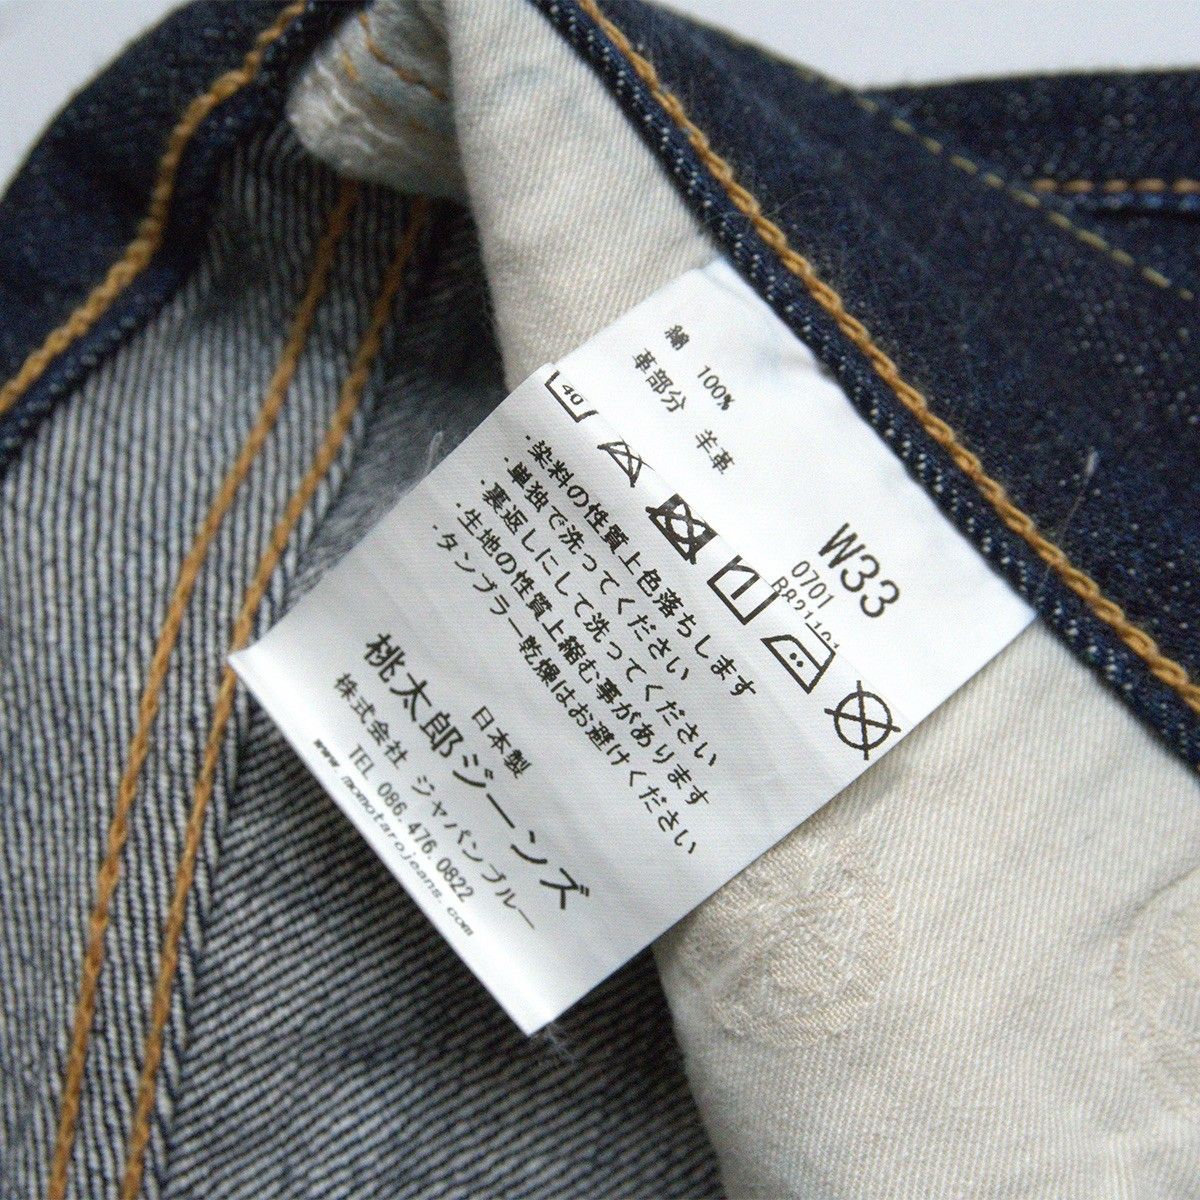 綿 100%
革部分 羊革
W33
0701
40
・染料の性質上色落ちします
・単独で洗ってください
・裏返しにして洗ってください
・生地の性質上縮む事があります
・タンブラー乾燥はお避けください
日本製
桃太郎ジーンズ
株式会社 ジャパンブルー
TEL 086.476.0822
www.momotarojeans.com